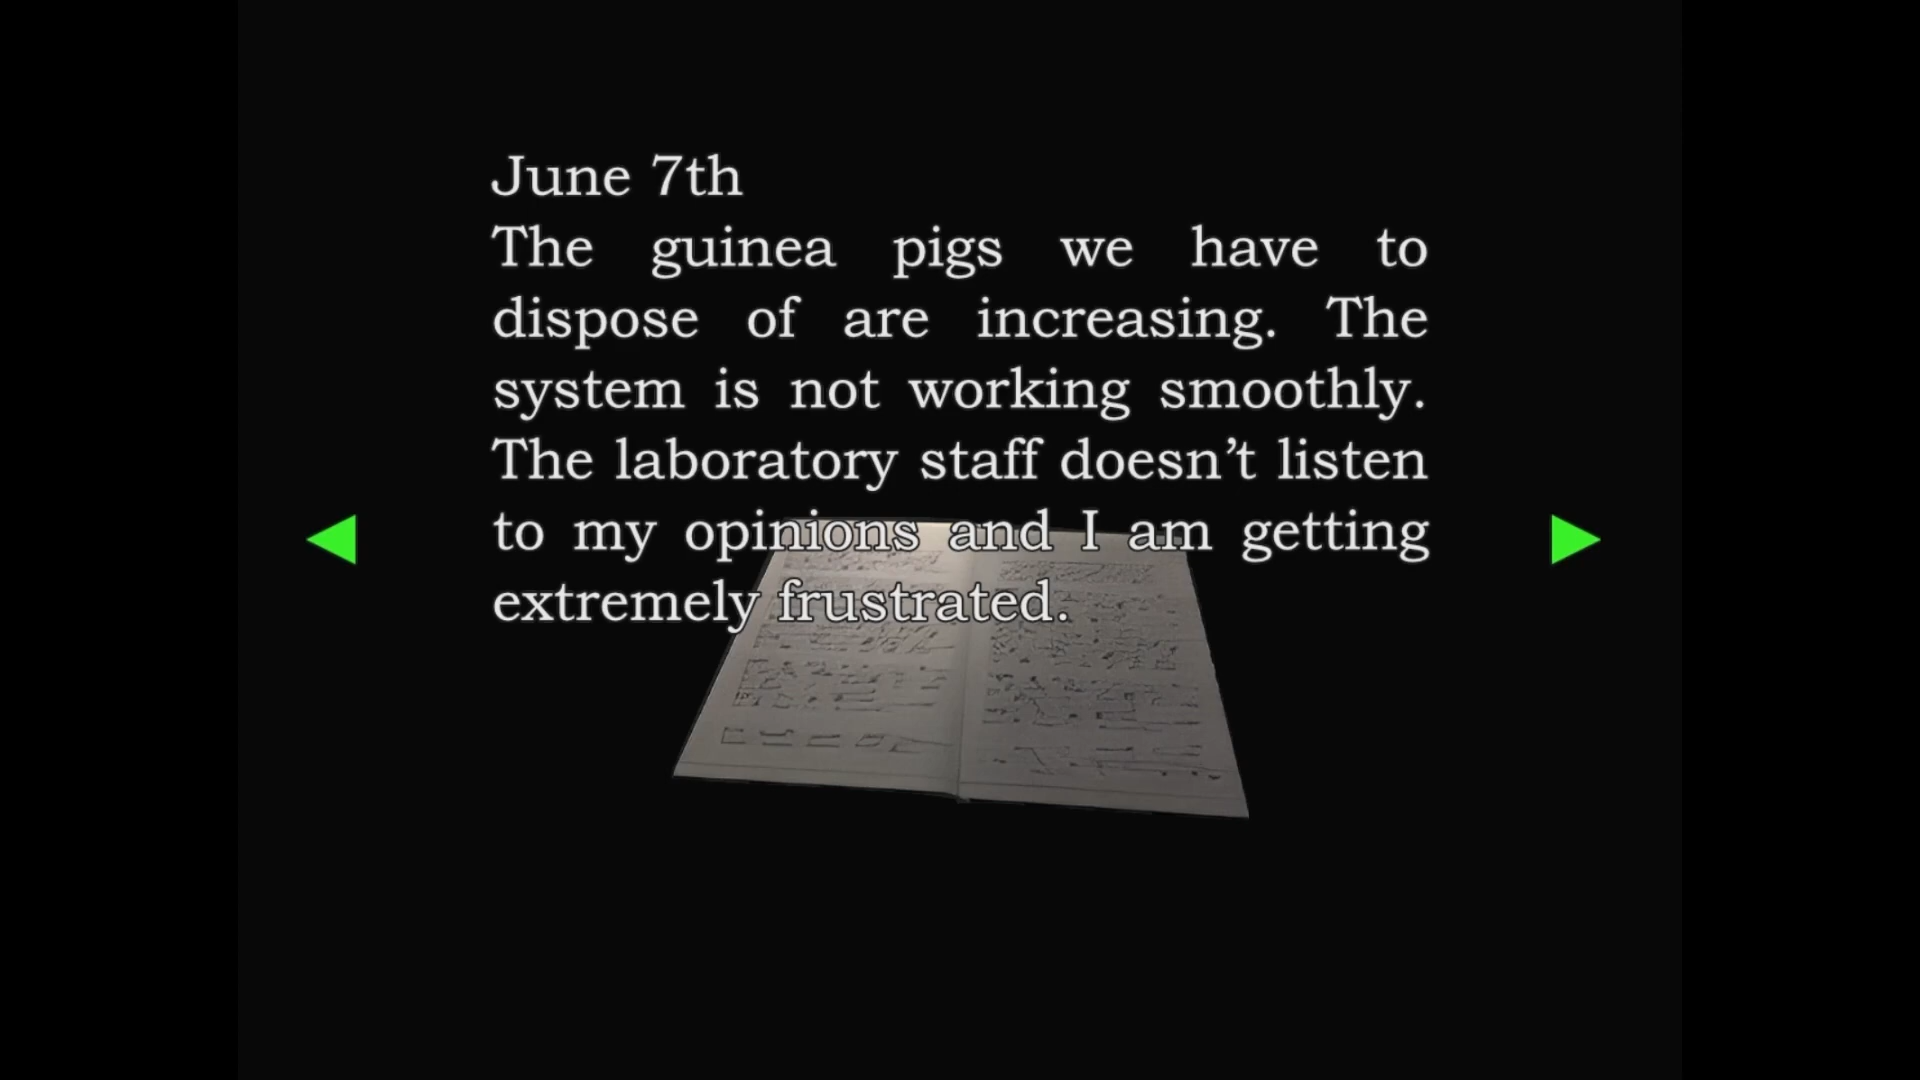 June 7th
The guinea pigs we have to
dispose of are increasing. The
system is not working smoothly.
The laboratory staff doesn’t listen
to my opinions and I am getting
extremely frustrated.